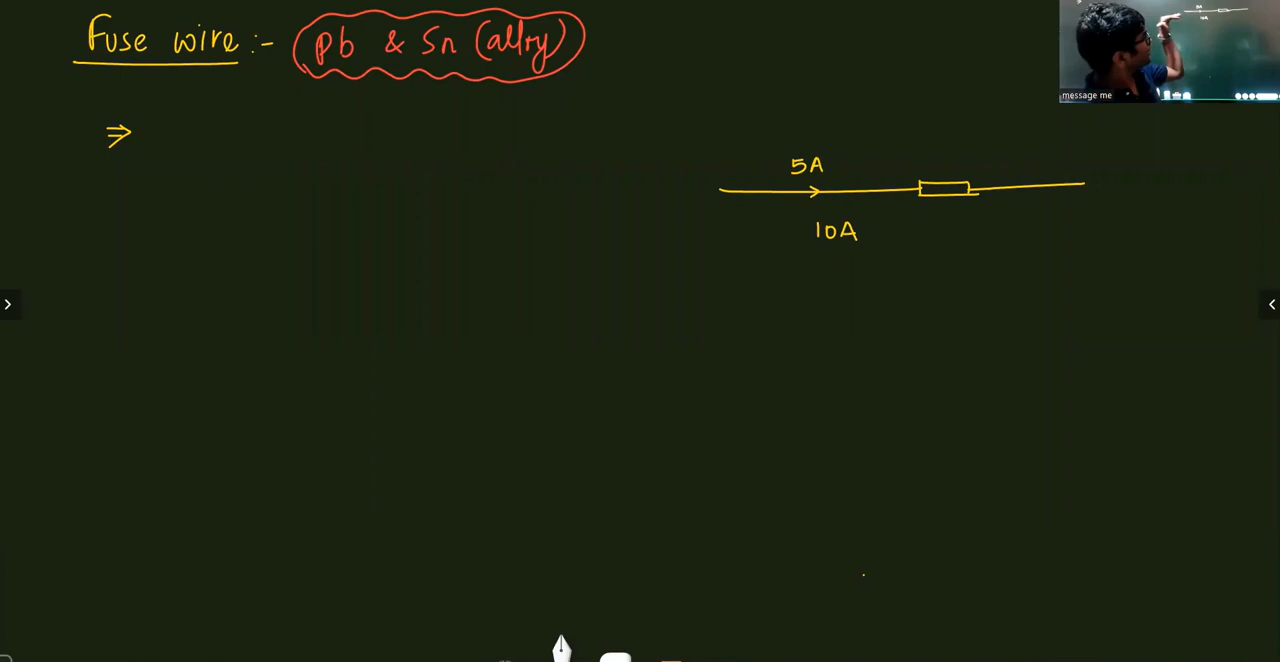 Fuse wire :- Pb & Sn (alloy)
⇒
5A
10A
message me